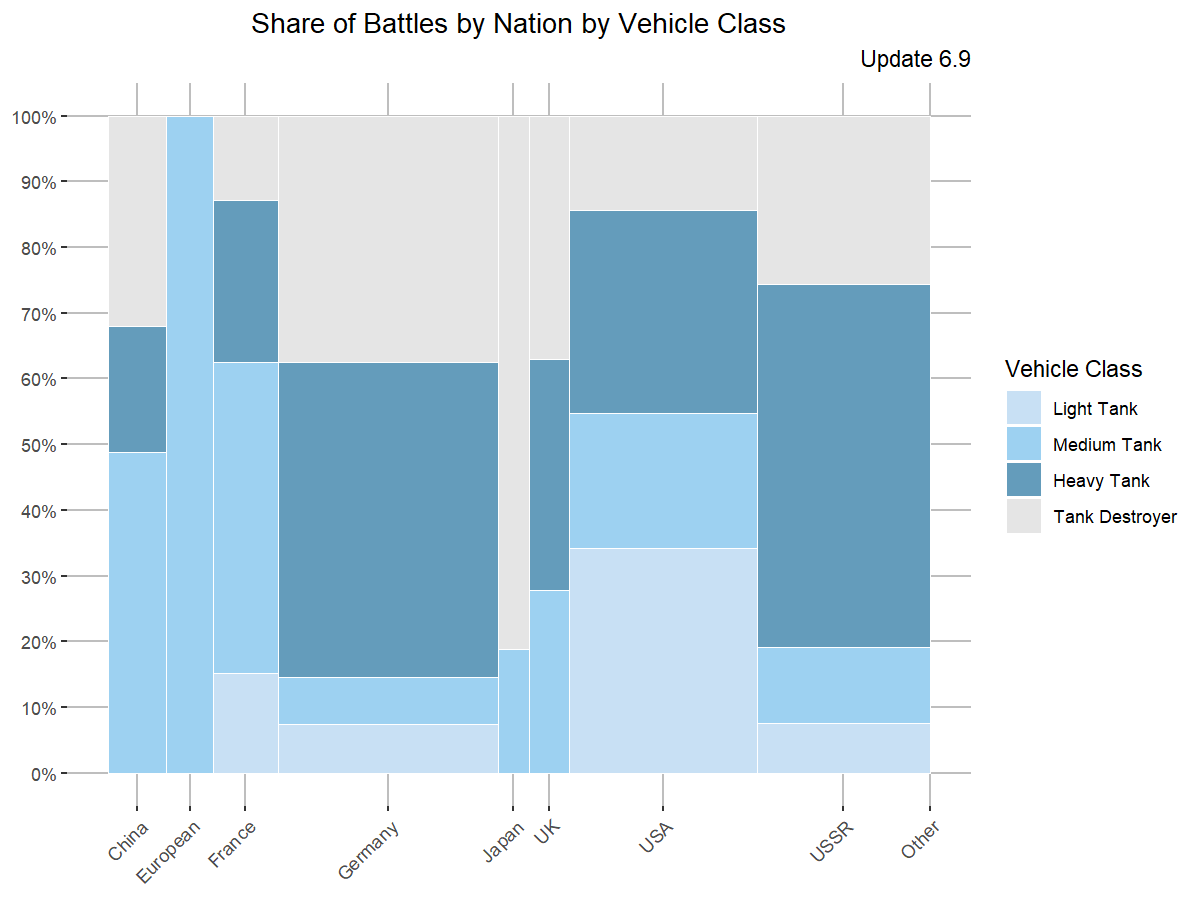 Share of Battles by Nation by Vehicle Class
Update 6.9
100%
90%
80%
70%
60%
50%
40%
30%
20%
10%
0%
China
European
France
Germany
Japan
UK
USA
USSR
Other
Vehicle Class
Light Tank
Medium Tank
Heavy Tank
Tank Destroyer